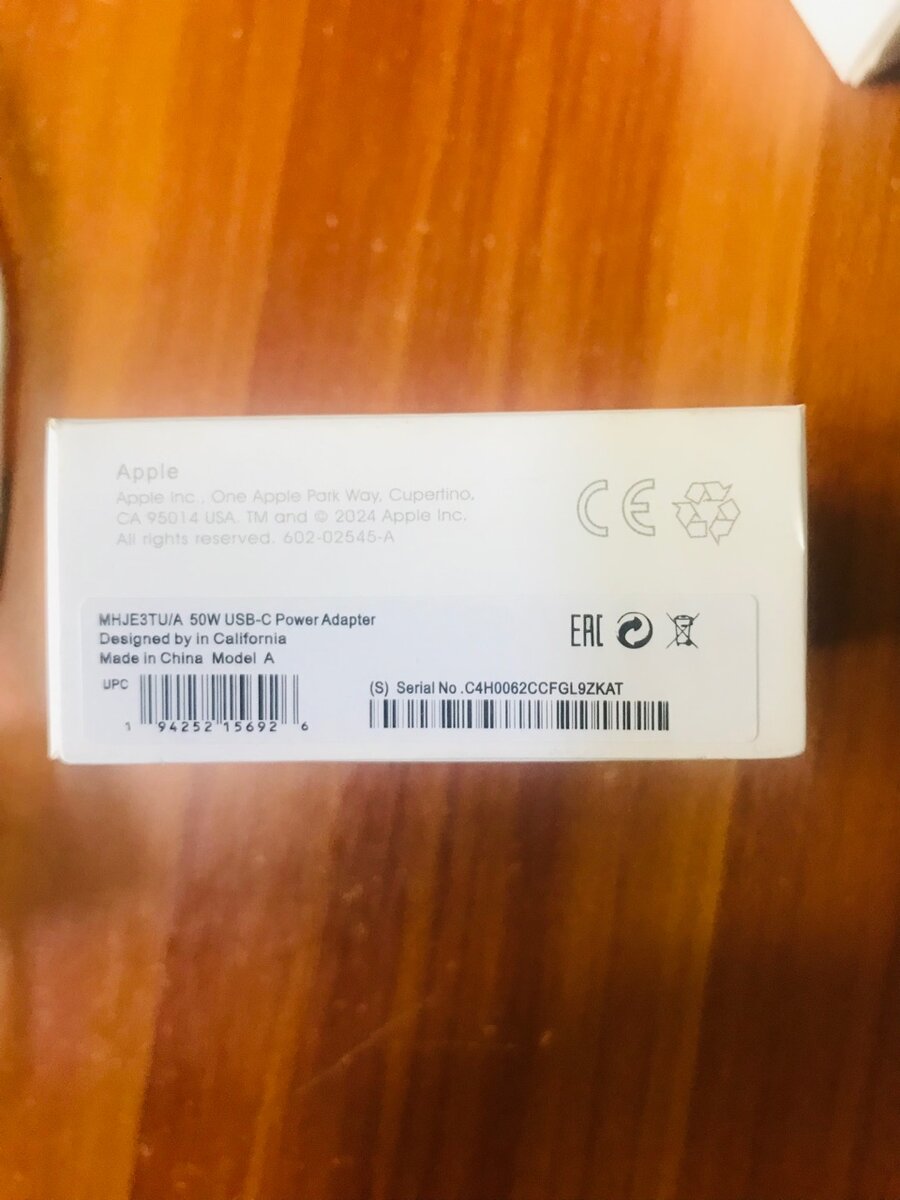 Apple
Apple Inc., One Apple Park Way, Cupertino,
CA 95014 USA. TM and © 2024 Apple Inc.
All rights reserved. 602-02545-A
CE
MHJE3TU/A 50W USB-C Power Adapter
Designed by in California
Made in China Model A
EAC
UPC
1 94252 15692 6
(S) Serial No .C4H0062CCFGL9ZKAT